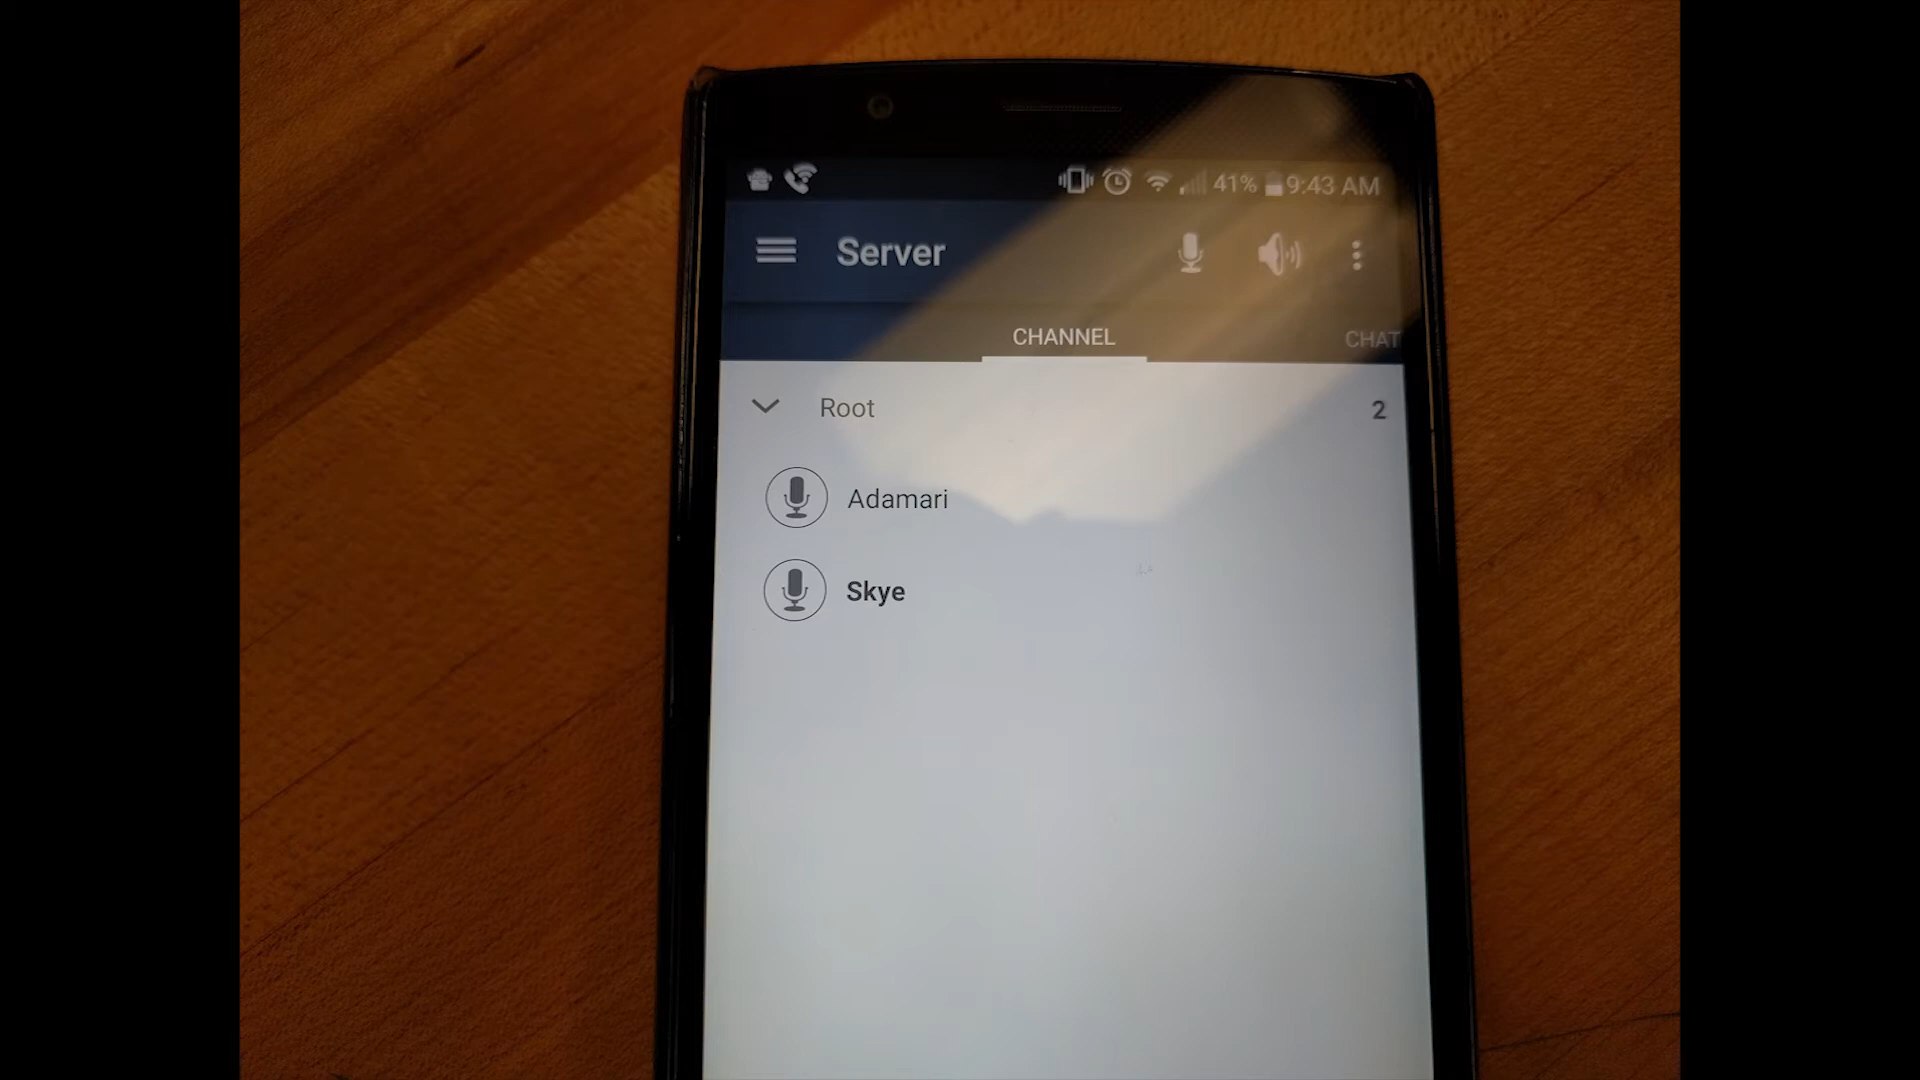 41% 9:43 AM
Server
CHANNEL CHAT
Root 2
Adamari
Skye